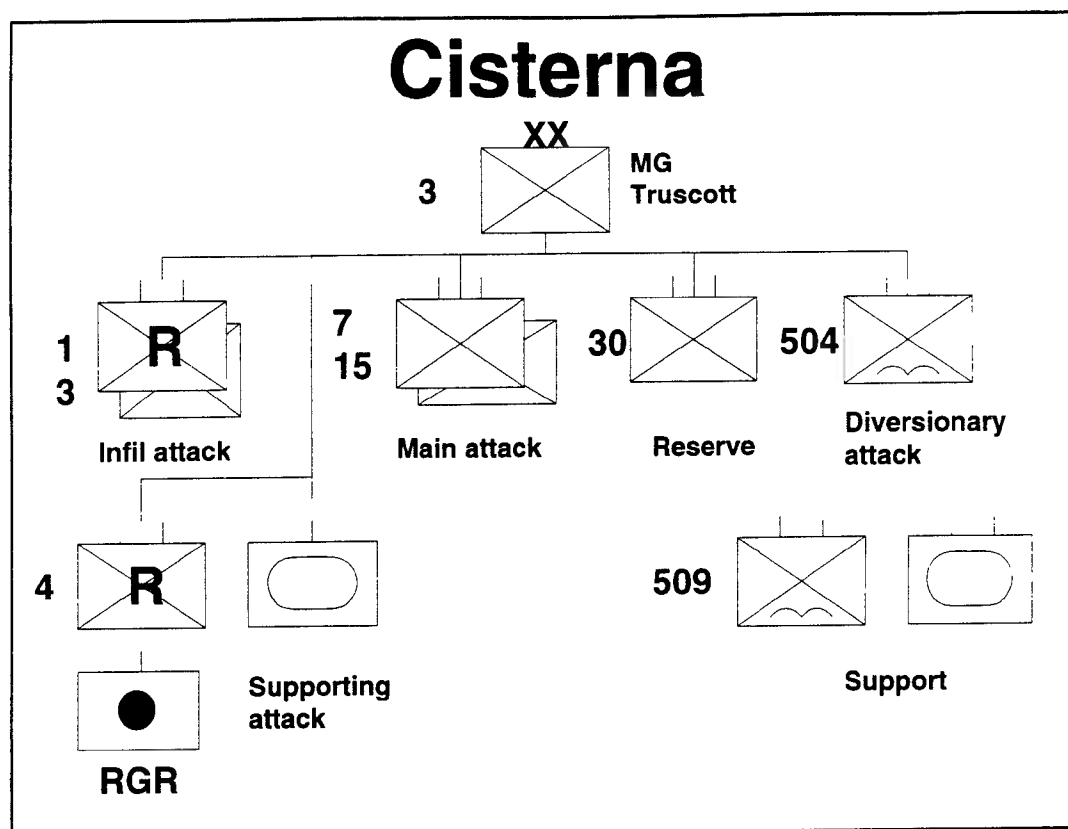 Cisterna
XX
3
MG
Truscott
1
3
R
7
15
30
504
Infil attack
Main attack
Reserve
Diversionary
attack
4
R
509
Supporting
attack
Support
RGR